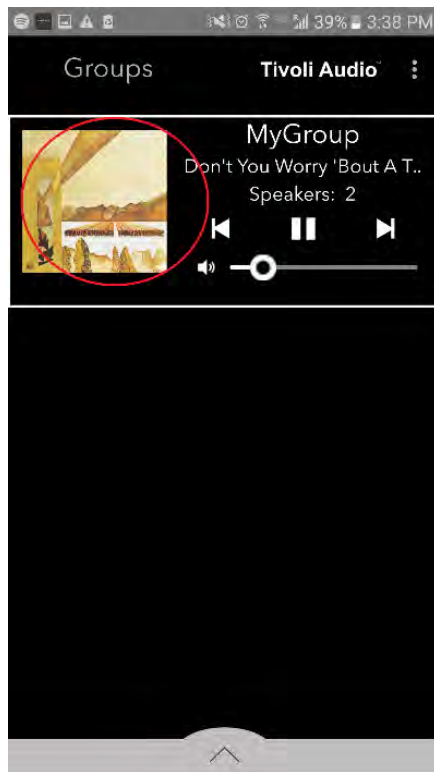 39% 3:38 PM
Groups
Tivoli Audio
MyGroup
Don't You Worry 'Bout A T..
Speakers: 2